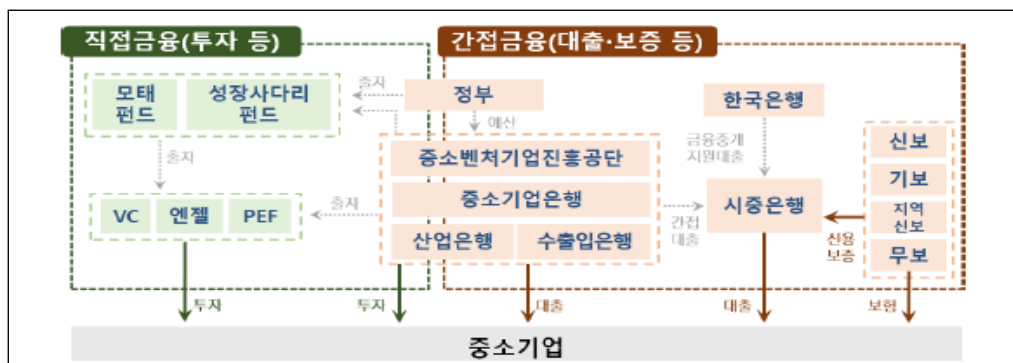 직접금융(투자 등)
간접금융(대출·보증 등)
모태
펀드
성장사다리
펀드
출자
정부
한국은행
예산
출자
금융중개
지원대출
중소벤처기업진흥공단
신보
중소기업은행
기보
VC
엔젤
PEF
출자
간접
대출
시중은행
지역
신보
산업은행
수출입은행
신용
보증
무보
투자
투자
대출
대출
보험
중소기업